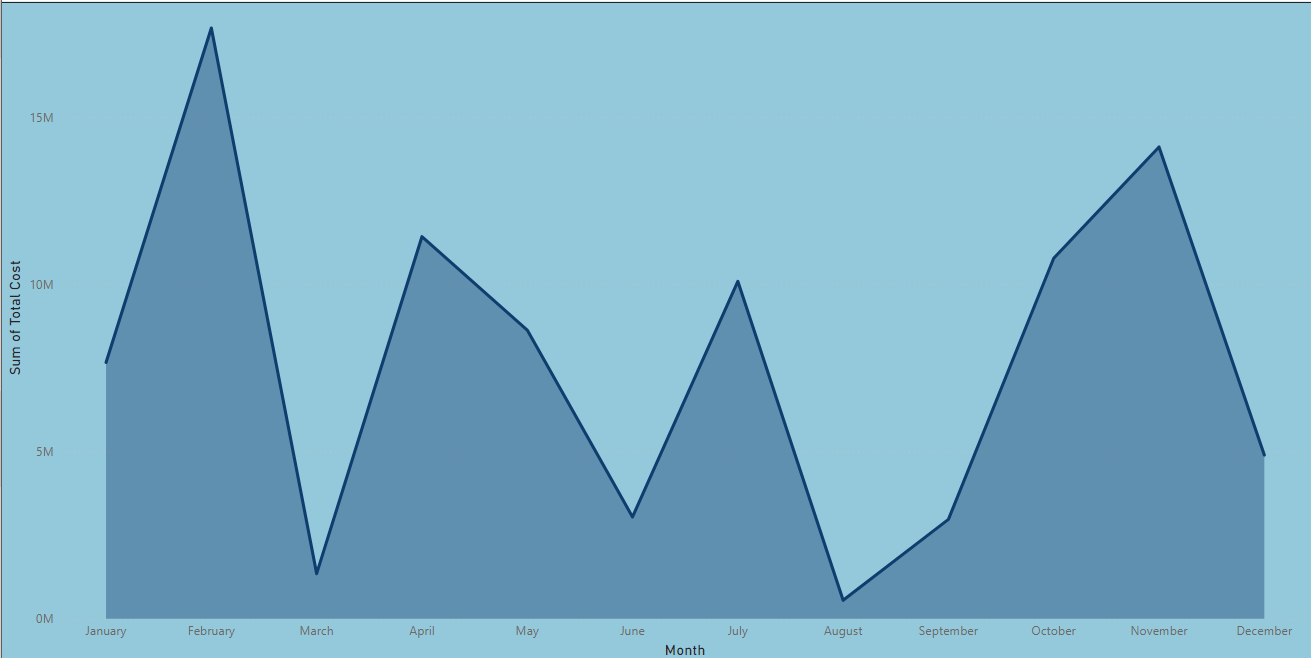 Sum of Total Cost
15M
10M
5M
0M
January February March April May June July August September October November December
Month